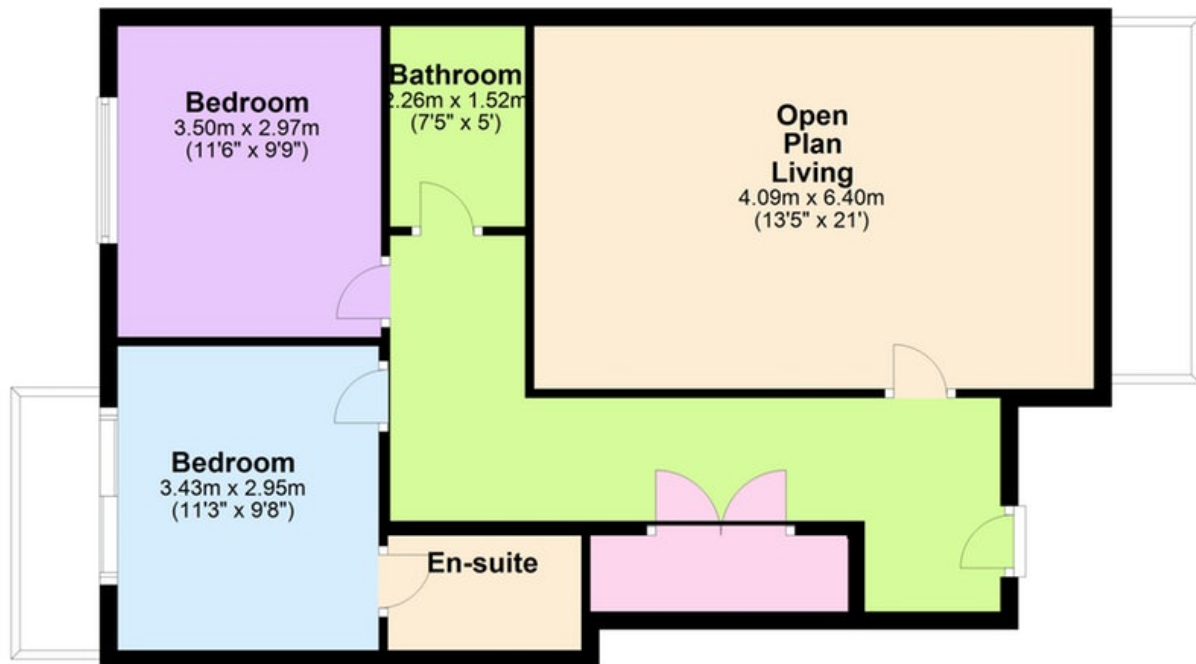 Bedroom
3.50m x 2.97m
(11'6" x 9'9")
Bathroom
2.26m x 1.52m
(7'5" x 5')
Open
Plan
Living
4.09m x 6.40m
(13'5" x 21')
Bedroom
3.43m x 2.95m
(11'3" x 9'8")
En-suite